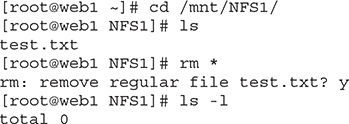 [root@web1 ~]# cd /mnt/NFS1/
[root@web1 NFS1]# ls
test.txt
[root@web1 NFS1]# rm *
rm: remove regular file test.txt? y
[root@web1 NFS1]# ls -l
total 0